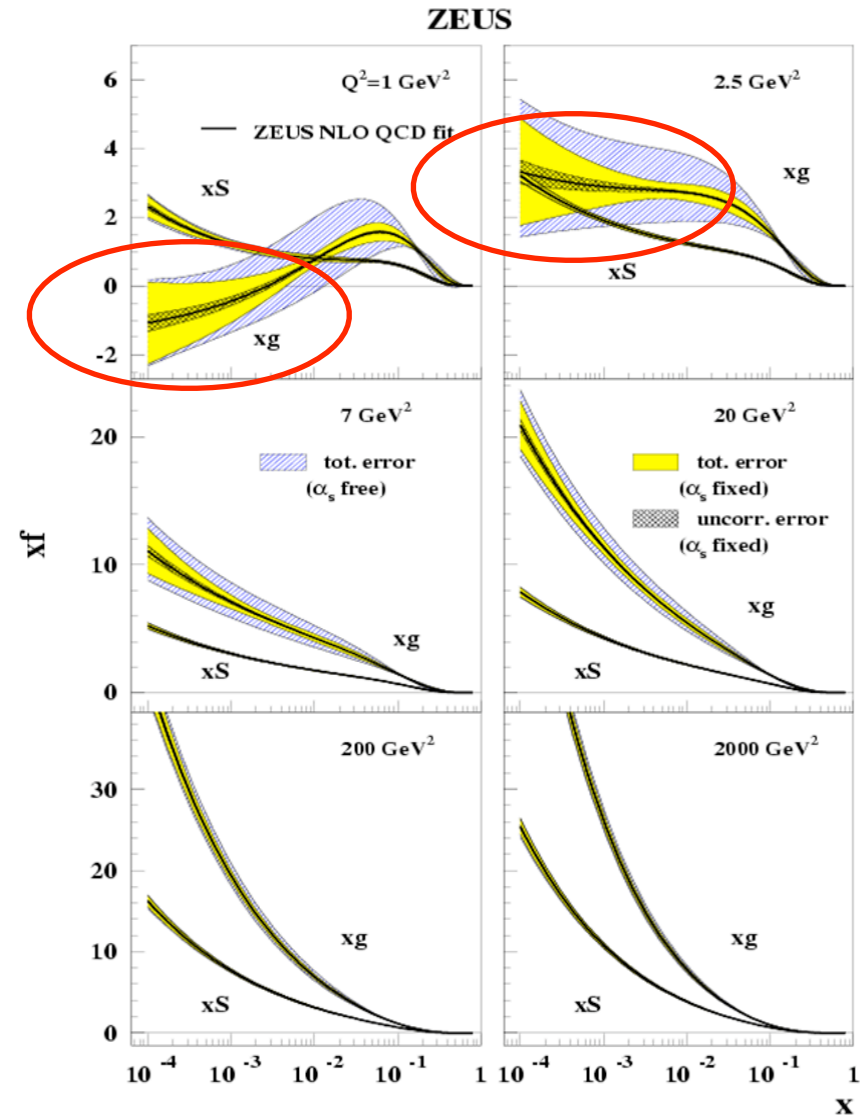 ZEUS
Q²=1 GeV²
2.5 GeV²
ZEUS NLO QCD fit
xS
xg
xg
xS
6
4
2
0
-2
7 GeV²
20 GeV²
tot. error
(αs free)
tot. error
(αs fixed)
uncorr. error
(αs fixed)
xg
xS
xg
xS
20
10
0
xf
200 GeV²
2000 GeV²
xg
xS
xg
xS
30
20
10
0
10⁻⁴ 10⁻³ 10⁻² 10⁻¹ 1 10⁻⁴ 10⁻³ 10⁻² 10⁻¹ 1
x